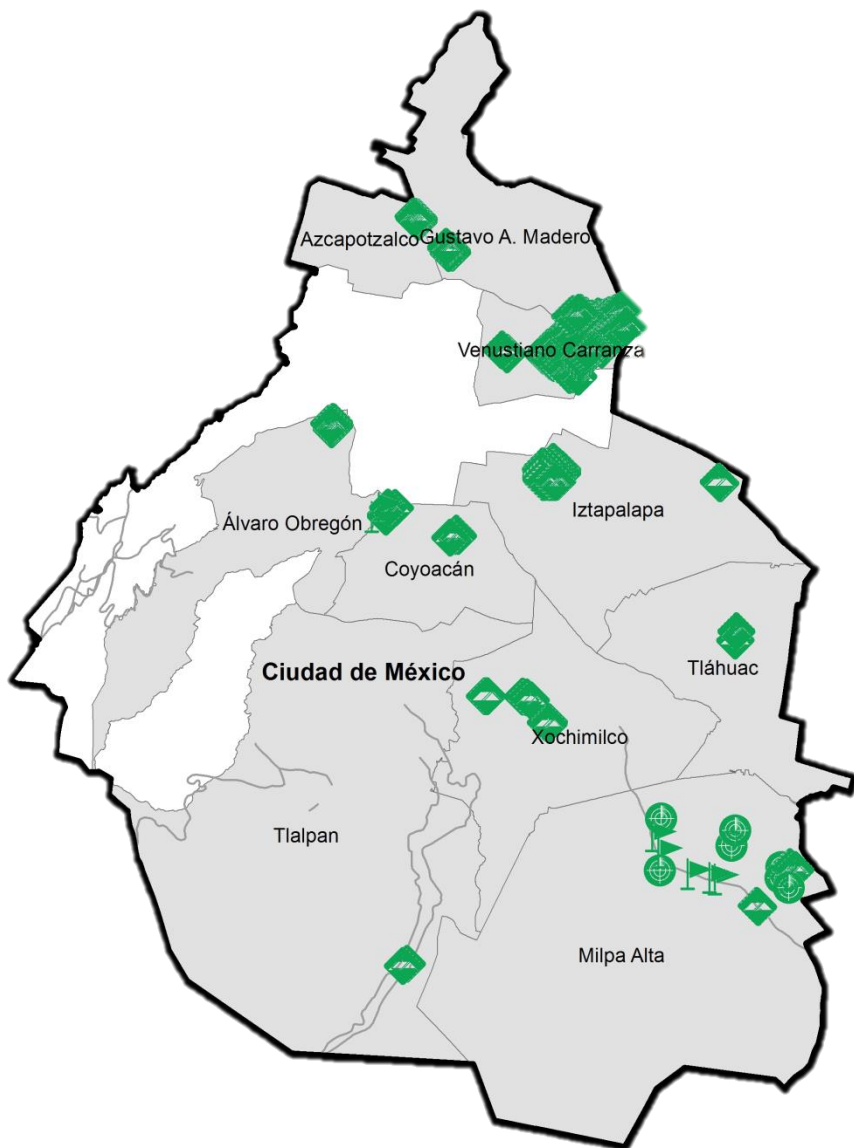 Azcapotzalco
Gustavo A. Madero
Venustiano Carranza
Iztapalapa
Álvaro Obregón
Coyoacán
Tláhuac
Ciudad de México
Xochimilco
Tlalpan
Milpa Alta